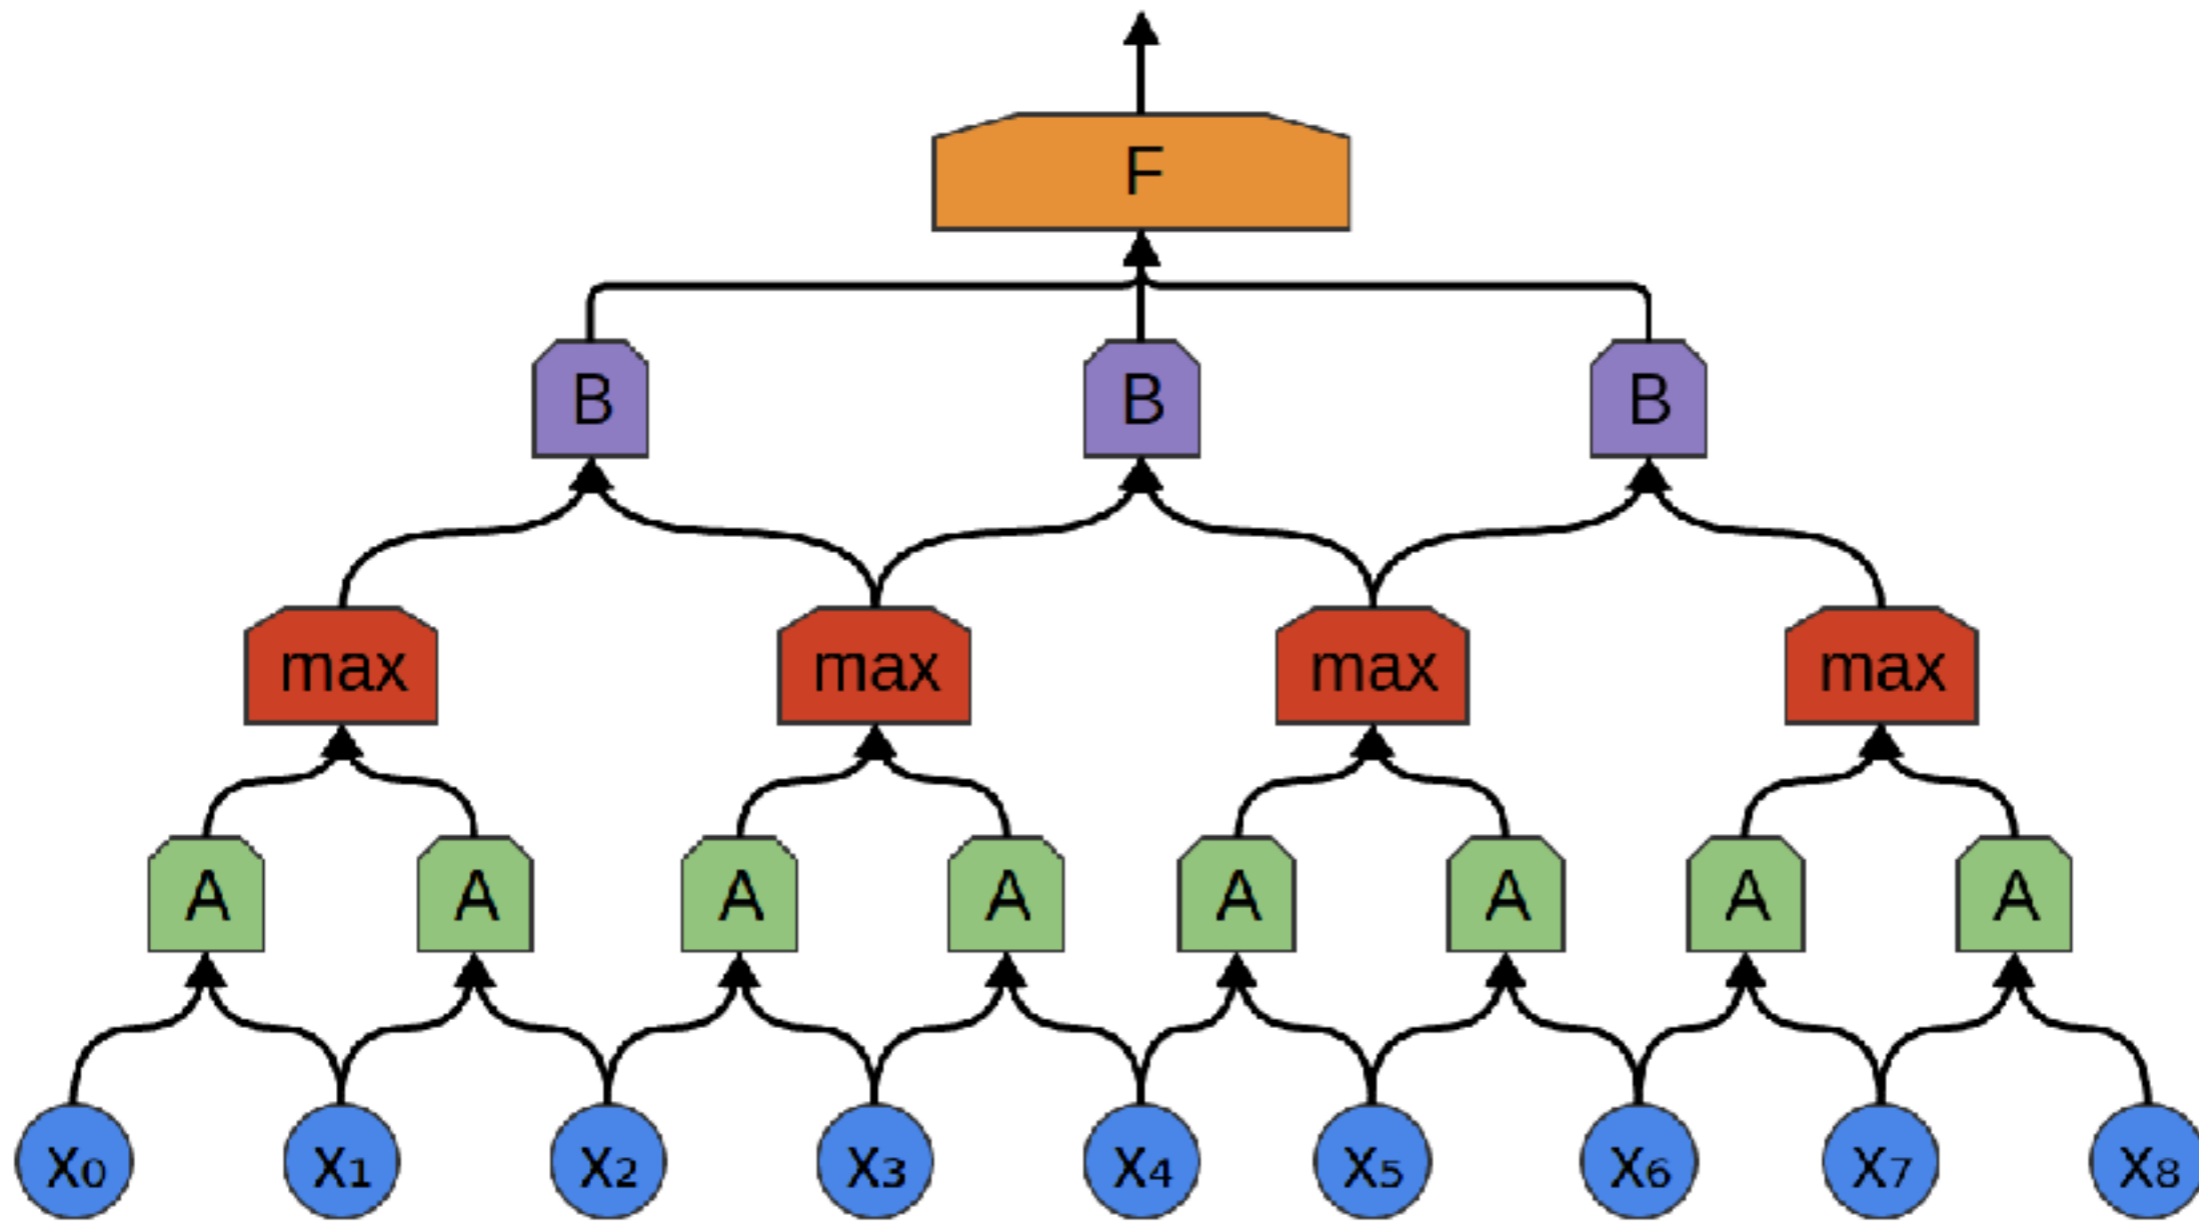 F
B B B
max max max max
A A A A A A A A
x₀ x₁ x₂ x₃ x₄ x₅ x₆ x₇ x₈